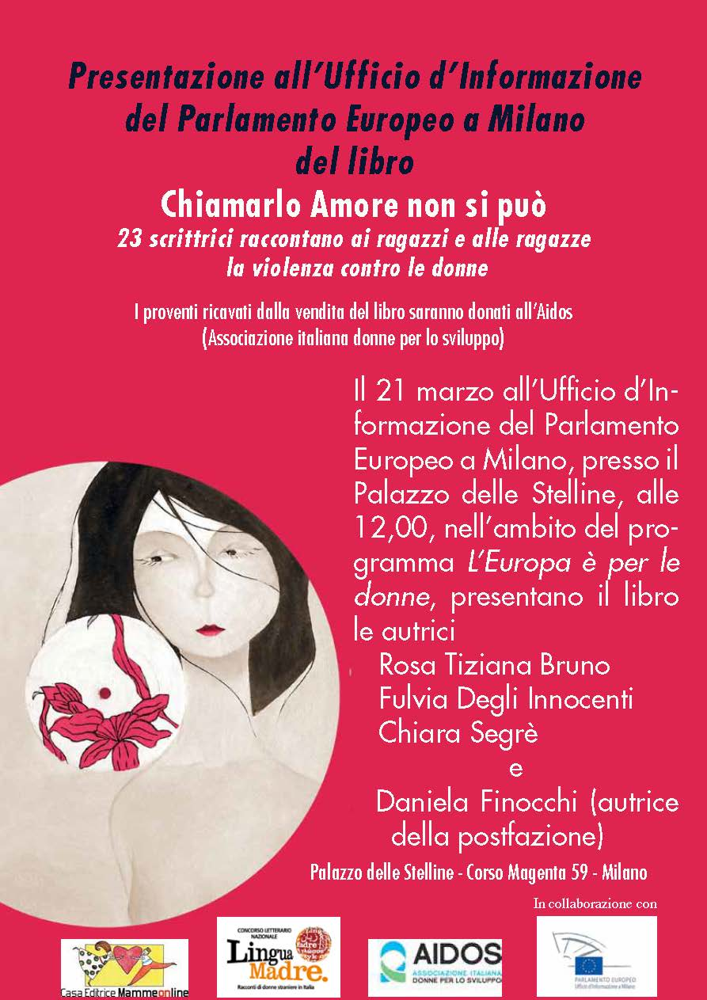 Presentazione all'Ufficio d'Informazione
del Parlamento Europeo a Milano
del libro
Chiamarlo Amore non si può
23 scrittrici raccontano ai ragazzi e alle ragazze
la violenza contro le donne
I proventi ricavati dalla vendita del libro saranno donati all'Aidos
(Associazione italiana donne per lo sviluppo)
Il 21 marzo all'Ufficio d'In-
formazione del Parlamento
Europeo a Milano, presso il
Palazzo delle Stelline, alle
12,00, nell'ambito del pro-
gramma L'Europa è per le
donne, presentano il libro
le autrici
Rosa Tiziana Bruno
Fulvia Degli Innocenti
Chiara Segrè
e
Daniela Finocchi (autrice
della postfazione)
Palazzo delle Stelline - Corso Magenta 59 - Milano
In collaborazione con
Casa Editrice Mammeonline
CONCORSO LETTERARIO
NAZIONALE
Lingua
Madre.
Racconti di donne straniere in Italia
AIDOS
ASSOCIAZIONE ITALIANA
DONNE PER LO SVILUPPO
PARLAMENTO EUROPEO
Ufficio d'Informazione a Milano